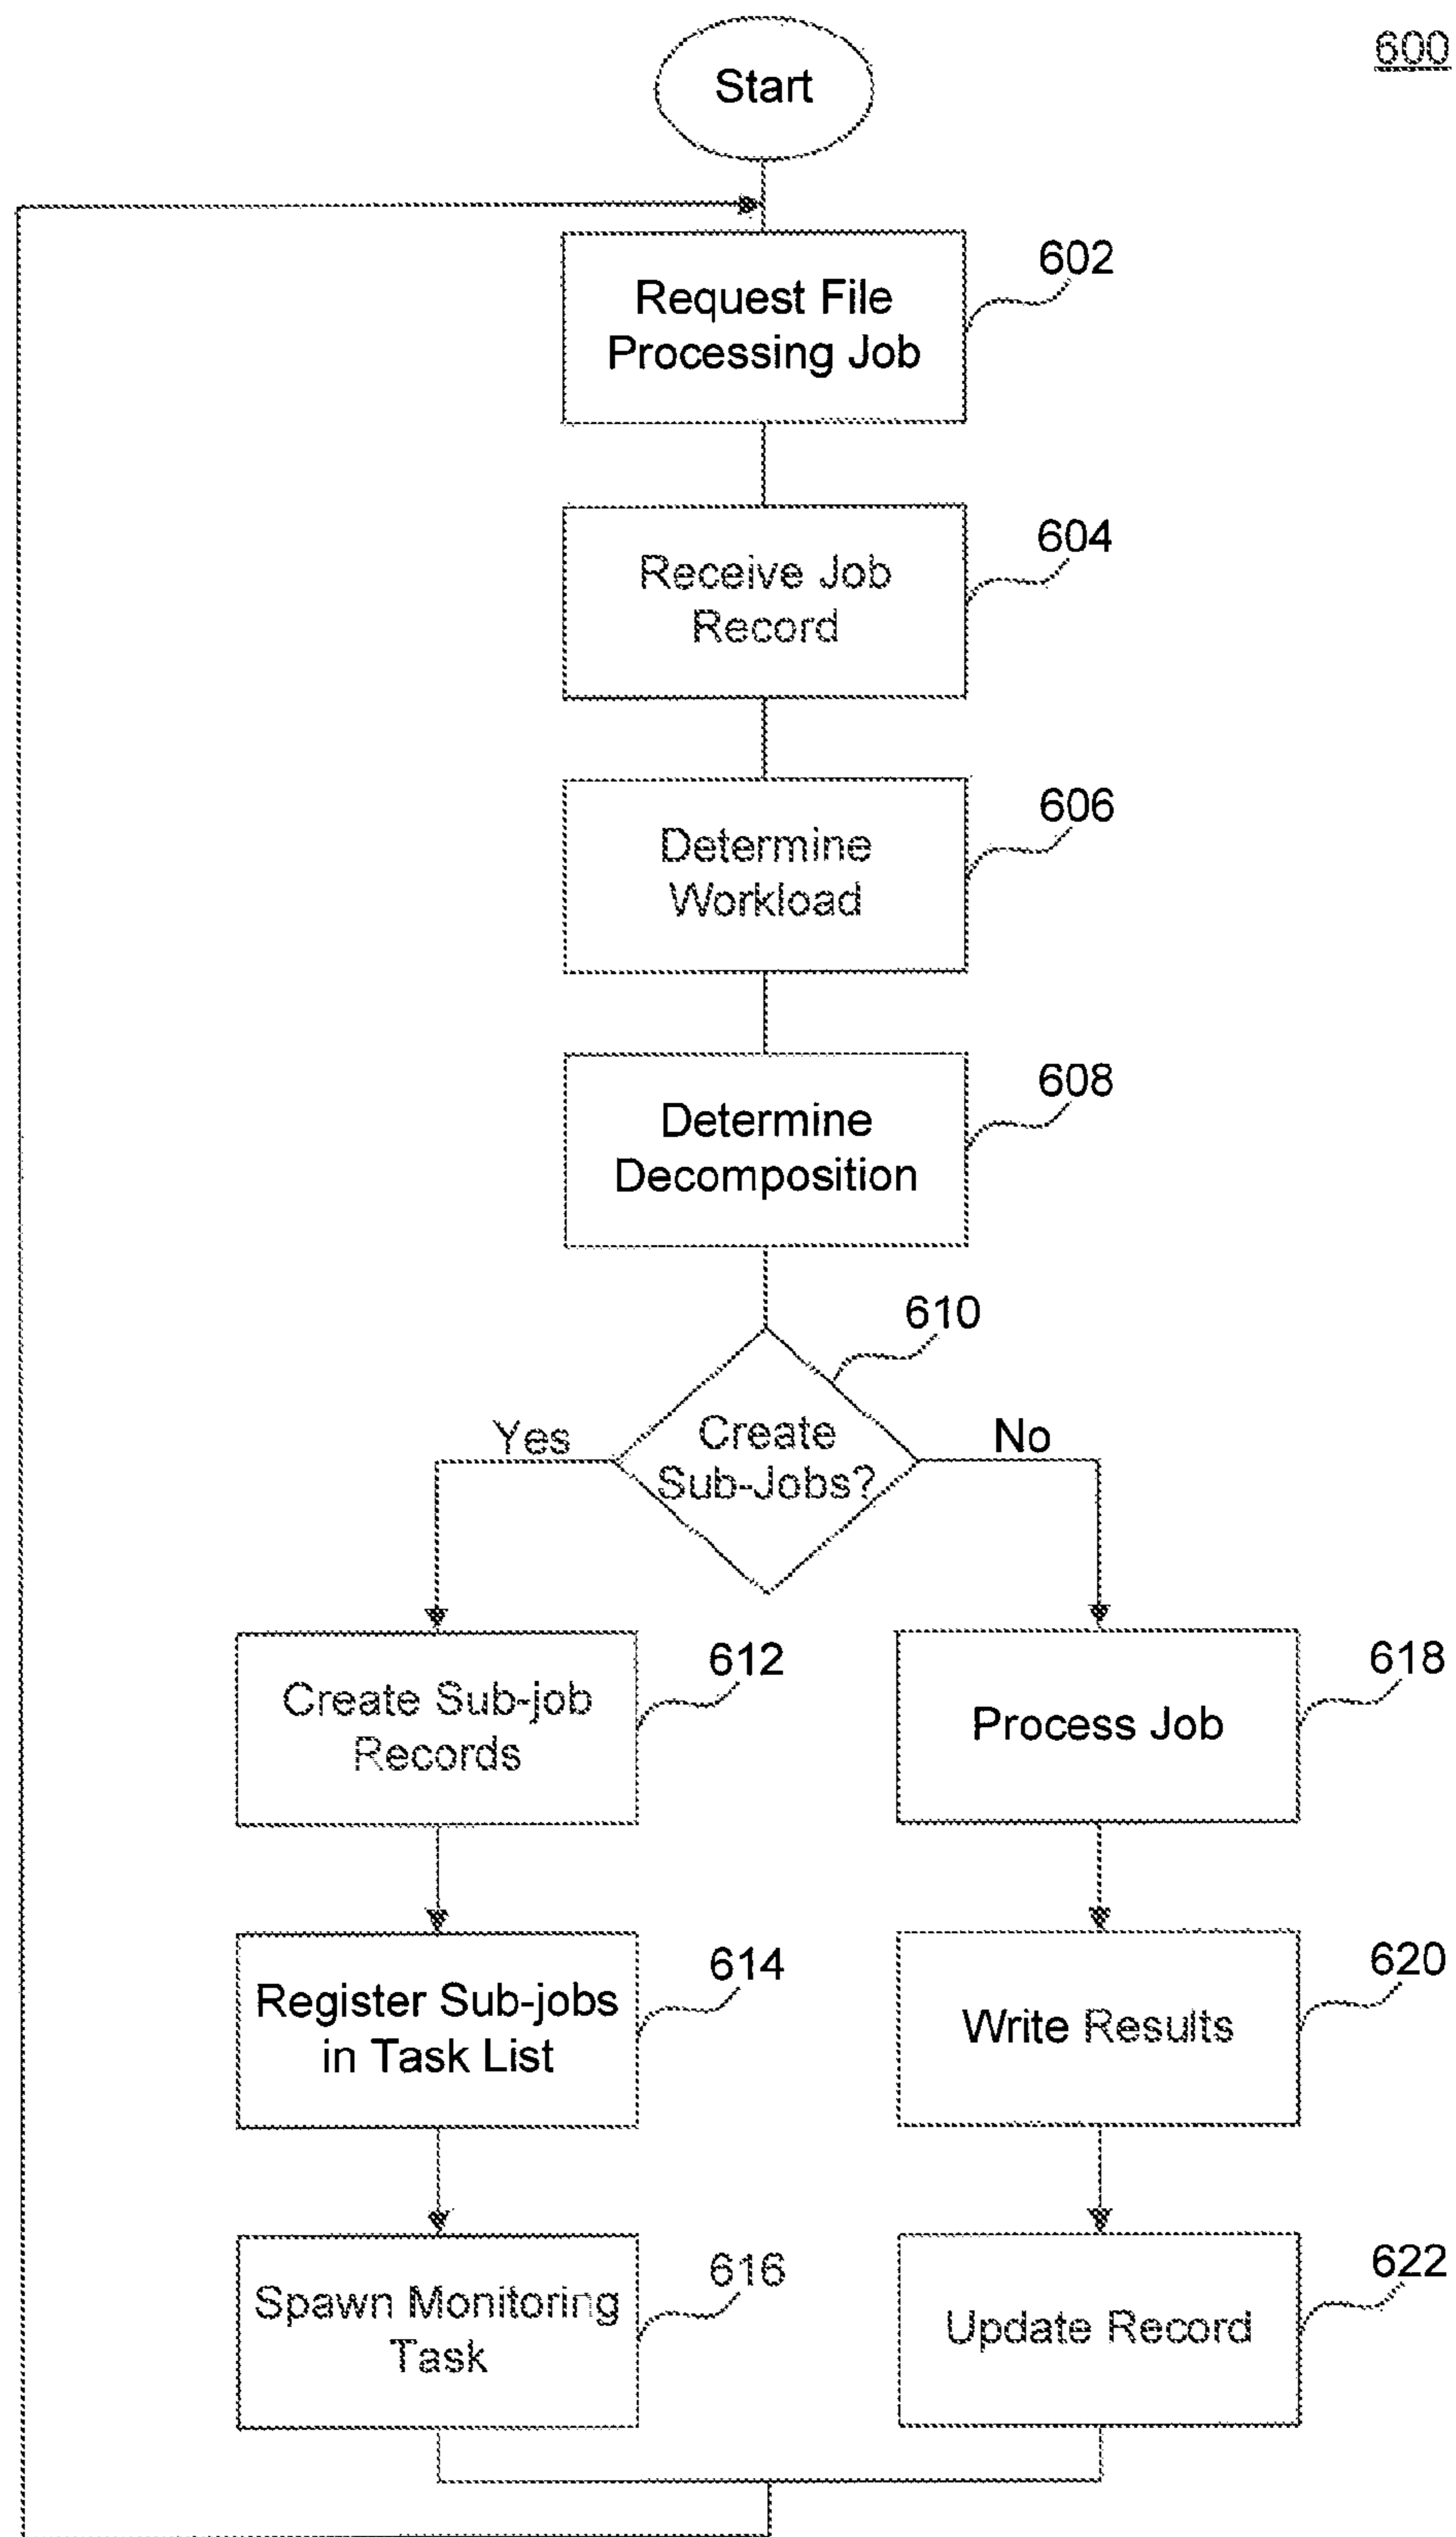 600
Start
602
Request File
Processing Job
604
Receive Job
Record
606
Determine
Workload
608
Determine
Decomposition
610
Yes
Create
Sub-Jobs?
No
612
Create Sub-job
Records
618
Process Job
614
Register Sub-jobs
in Task List
620
Write Results
616
Spawn Monitoring
Task
622
Update Record